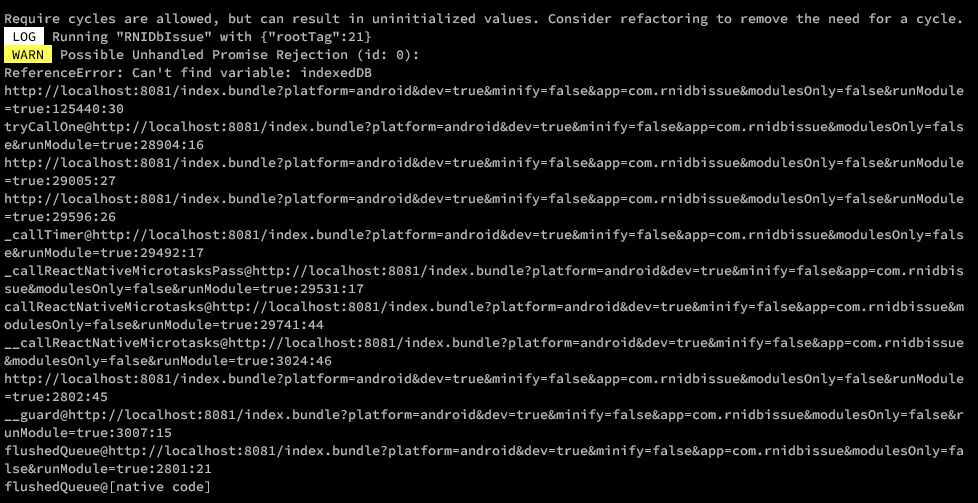 Require cycles are allowed, but can result in uninitialized values. Consider refactoring to remove the need for a cycle.
LOG Running "RNIDbIssue" with {"rootTag":21}
WARN Possible Unhandled Promise Rejection (id: 0):
ReferenceError: Can't find variable: indexedDB
http://localhost:8081/index.bundle?platform=android&dev=true&minify=false&app=com.rnidbissue&modulesOnly=false&runModule
=true:125440:30
tryCallOne@http://localhost:8081/index.bundle?platform=android&dev=true&minify=false&app=com.rnidbissue&modulesOnly=fals
e&runModule=true:28904:16
http://localhost:8081/index.bundle?platform=android&dev=true&minify=false&app=com.rnidbissue&modulesOnly=false&runModule
=true:29005:27
http://localhost:8081/index.bundle?platform=android&dev=true&minify=false&app=com.rnidbissue&modulesOnly=false&runModule
=true:29596:26
_callTimer@http://localhost:8081/index.bundle?platform=android&dev=true&minify=false&app=com.rnidbissue&modulesOnly=fals
e&runModule=true:29492:17
_callReactNativeMicrotasksPass@http://localhost:8081/index.bundle?platform=android&dev=true&minify=false&app=com.rnidbis
sue&modulesOnly=false&runModule=true:29531:17
callReactNativeMicrotasks@http://localhost:8081/index.bundle?platform=android&dev=true&minify=false&app=com.rnidbissue&m
odulesOnly=false&runModule=true:29741:44
__callReactNativeMicrotasks@http://localhost:8081/index.bundle?platform=android&dev=true&minify=false&app=com.rnidbissue
&modulesOnly=false&runModule=true:3024:46
http://localhost:8081/index.bundle?platform=android&dev=true&minify=false&app=com.rnidbissue&modulesOnly=false&runModule
=true:2802:45
__guard@http://localhost:8081/index.bundle?platform=android&dev=true&minify=false&app=com.rnidbissue&modulesOnly=false&r
unModule=true:3007:15
flushedQueue@http://localhost:8081/index.bundle?platform=android&dev=true&minify=false&app=com.rnidbissue&modulesOnly=fa
lse&runModule=true:2801:21
flushedQueue@[native code]